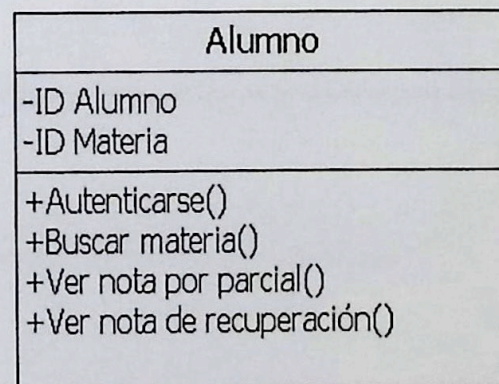 Alumno
-ID Alumno
-ID Materia
+Autenticarse()
+Buscar materia()
+Ver nota por parcial()
+Ver nota de recuperación()